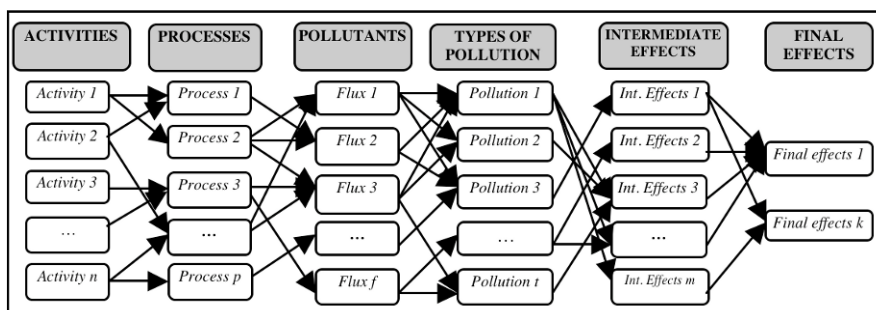 ACTIVITIES
PROCESSES
POLLUTANTS
TYPES OF
POLLUTION
INTERMEDIATE
EFFECTS
FINAL
EFFECTS
Activity 1
Process 1
Flux 1
Pollution 1
Int. Effects 1
Activity 2
Process 2
Flux 2
Pollution 2
Int. Effects 2
Final effects 1
Activity 3
Process 3
Flux 3
Pollution 3
Int. Effects 3
...
...
...
...
...
Final effects k
Activity n
Process p
Flux f
Pollution t
Int. Effects m